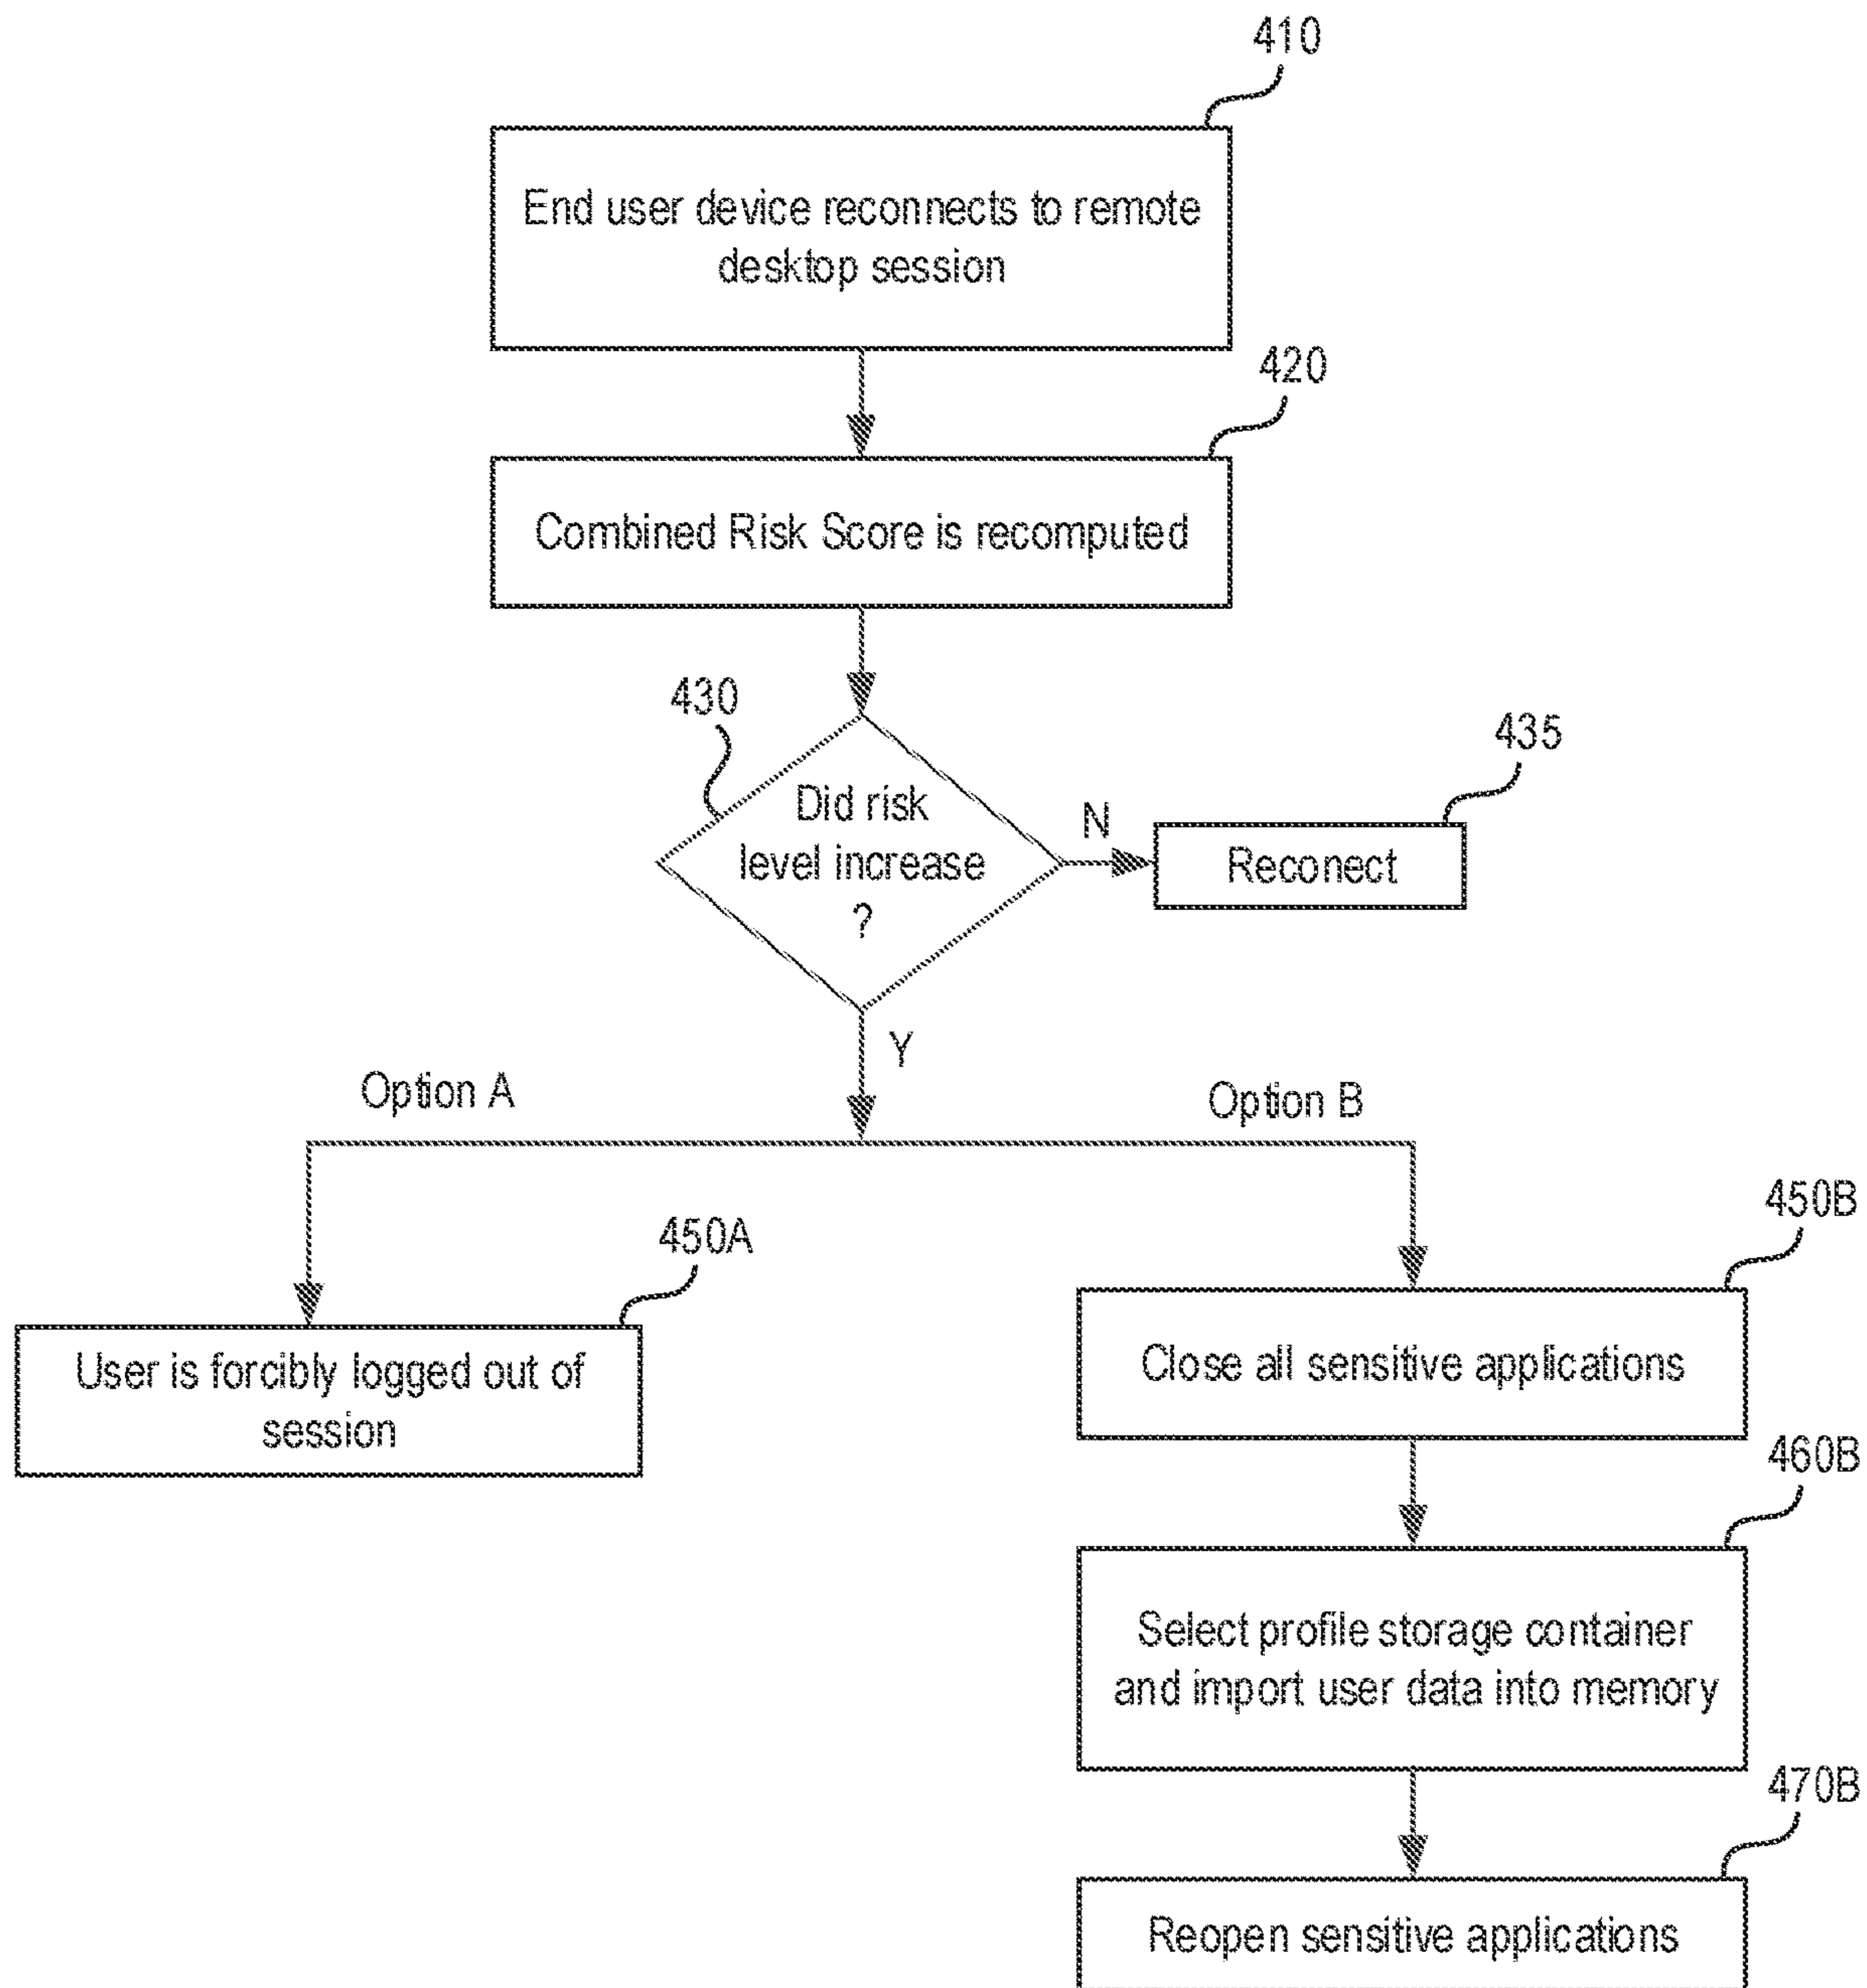 410
End user device reconnects to remote
desktop session
420
Combined Risk Score is recomputed
430
435
Did risk
level increase
?
N
Reconect
Y
Option A
Option B
450A
450B
User is forcibly logged out of
session
Close all sensitive applications
460B
Select profile storage container
and import user data into memory
470B
Reopen sensitive applications